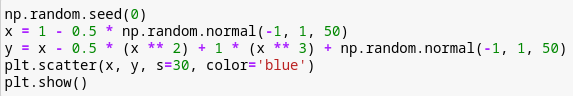 np.random.seed(0)
x = 1 - 0.5 * np.random.normal(-1, 1, 50)
y = x - 0.5 * (x ** 2) + 1 * (x ** 3) + np.random.normal(-1, 1, 50)
plt.scatter(x, y, s=30, color='blue')
plt.show()